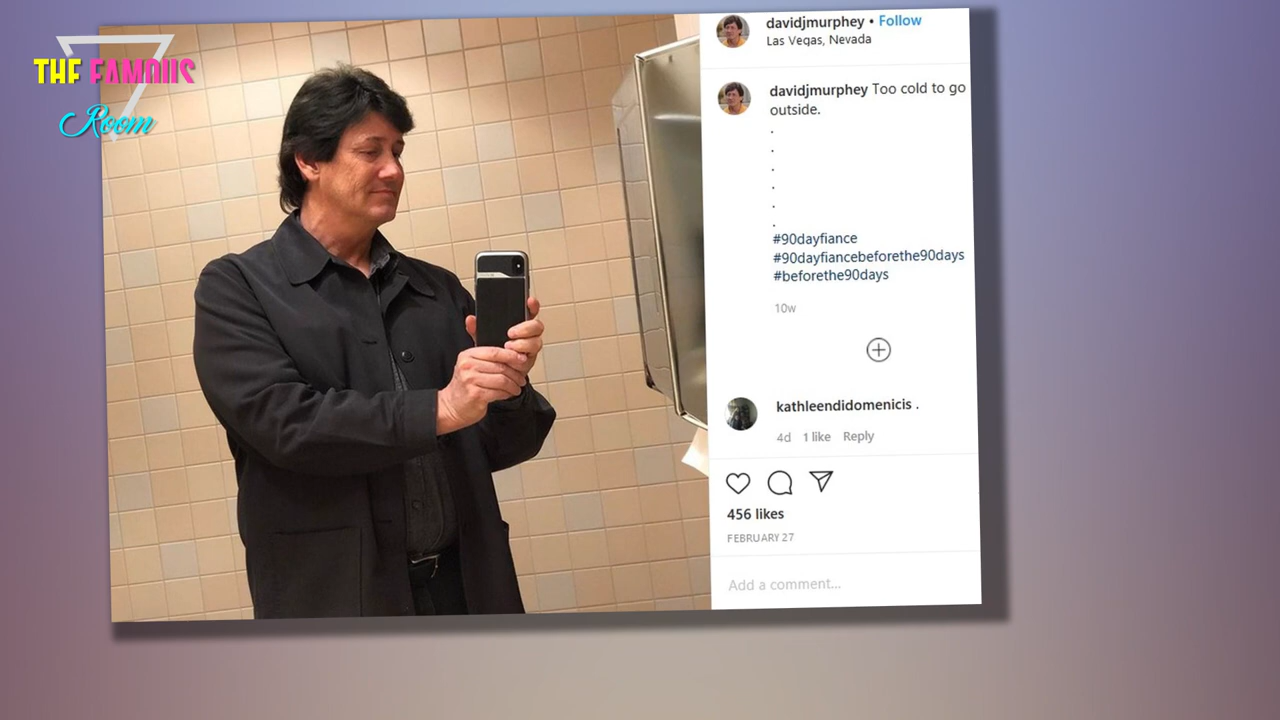 THE FAMOUS
Room
davidjmurphey • Follow
Las Vegas, Nevada
davidjmurphey Too cold to go
outside.
.
.
.
.
.
.
#90dayfiance
#90dayfiancebeforethe90days
#beforethe90days
10w
kathleendidomenicis .
4d 1 like Reply
456 likes
FEBRUARY 27
Add a comment...